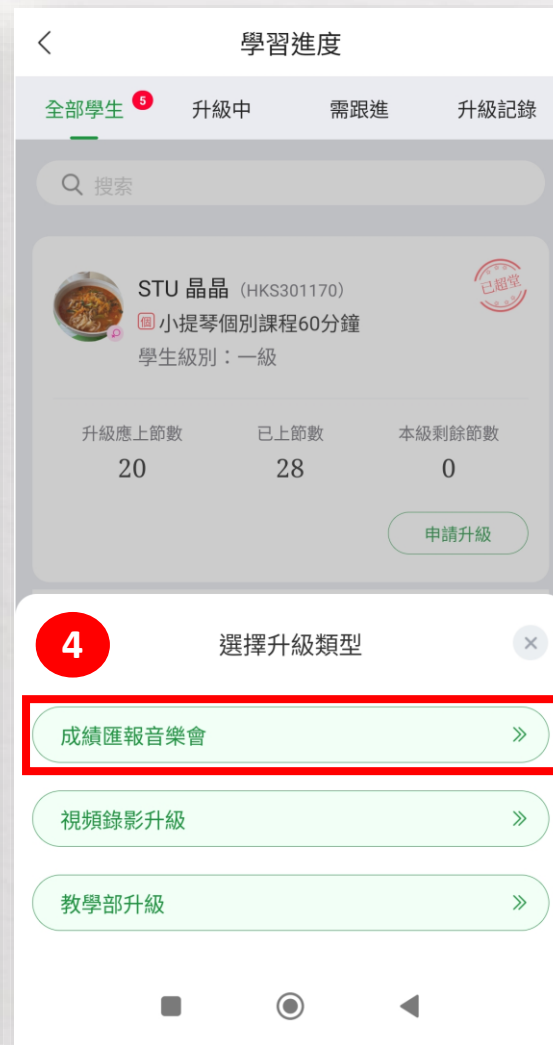 學習進度
全部學生 5 升級中 需跟進 升級記錄
搜索
STU 晶晶（HKS301170）
已超堂
個 小提琴個別課程60分鐘
學生級別：一級
升級應上節數 已上節數 本級剩餘節數
20 28 0
申請升級
4 選擇升級類型
成績匯報音樂會
視頻錄影升級
教學部升級